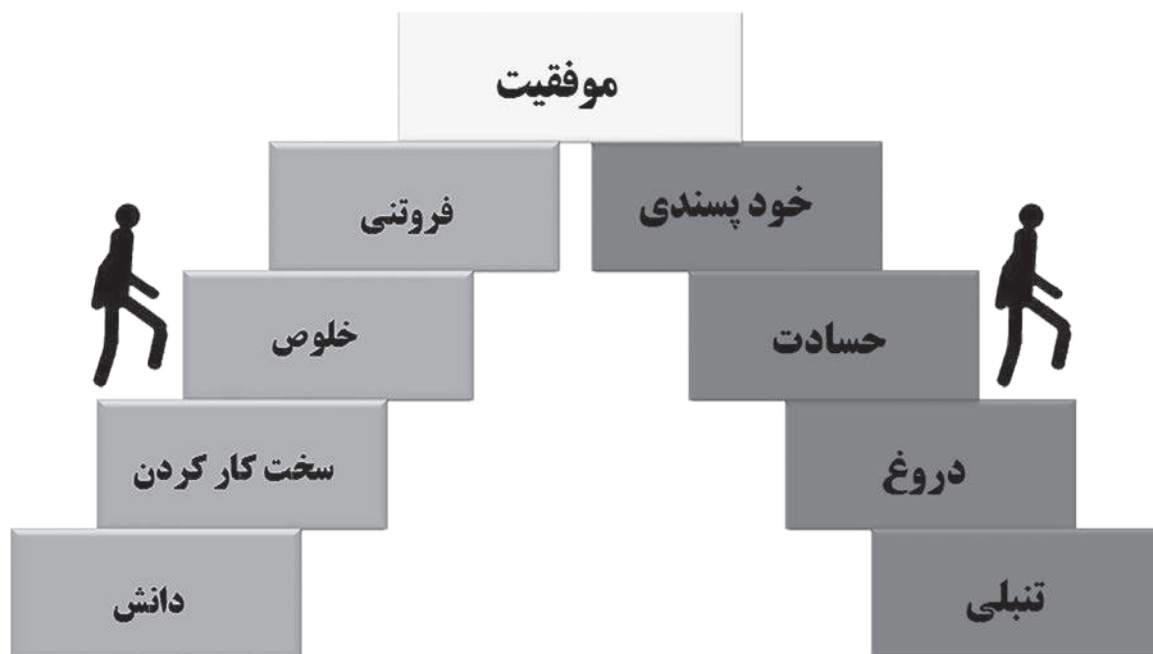 موفقیت
خود پسندی
فروتنی
حسادت
خلوص
دروغ
سخت کار کردن
تنبلی
دانش